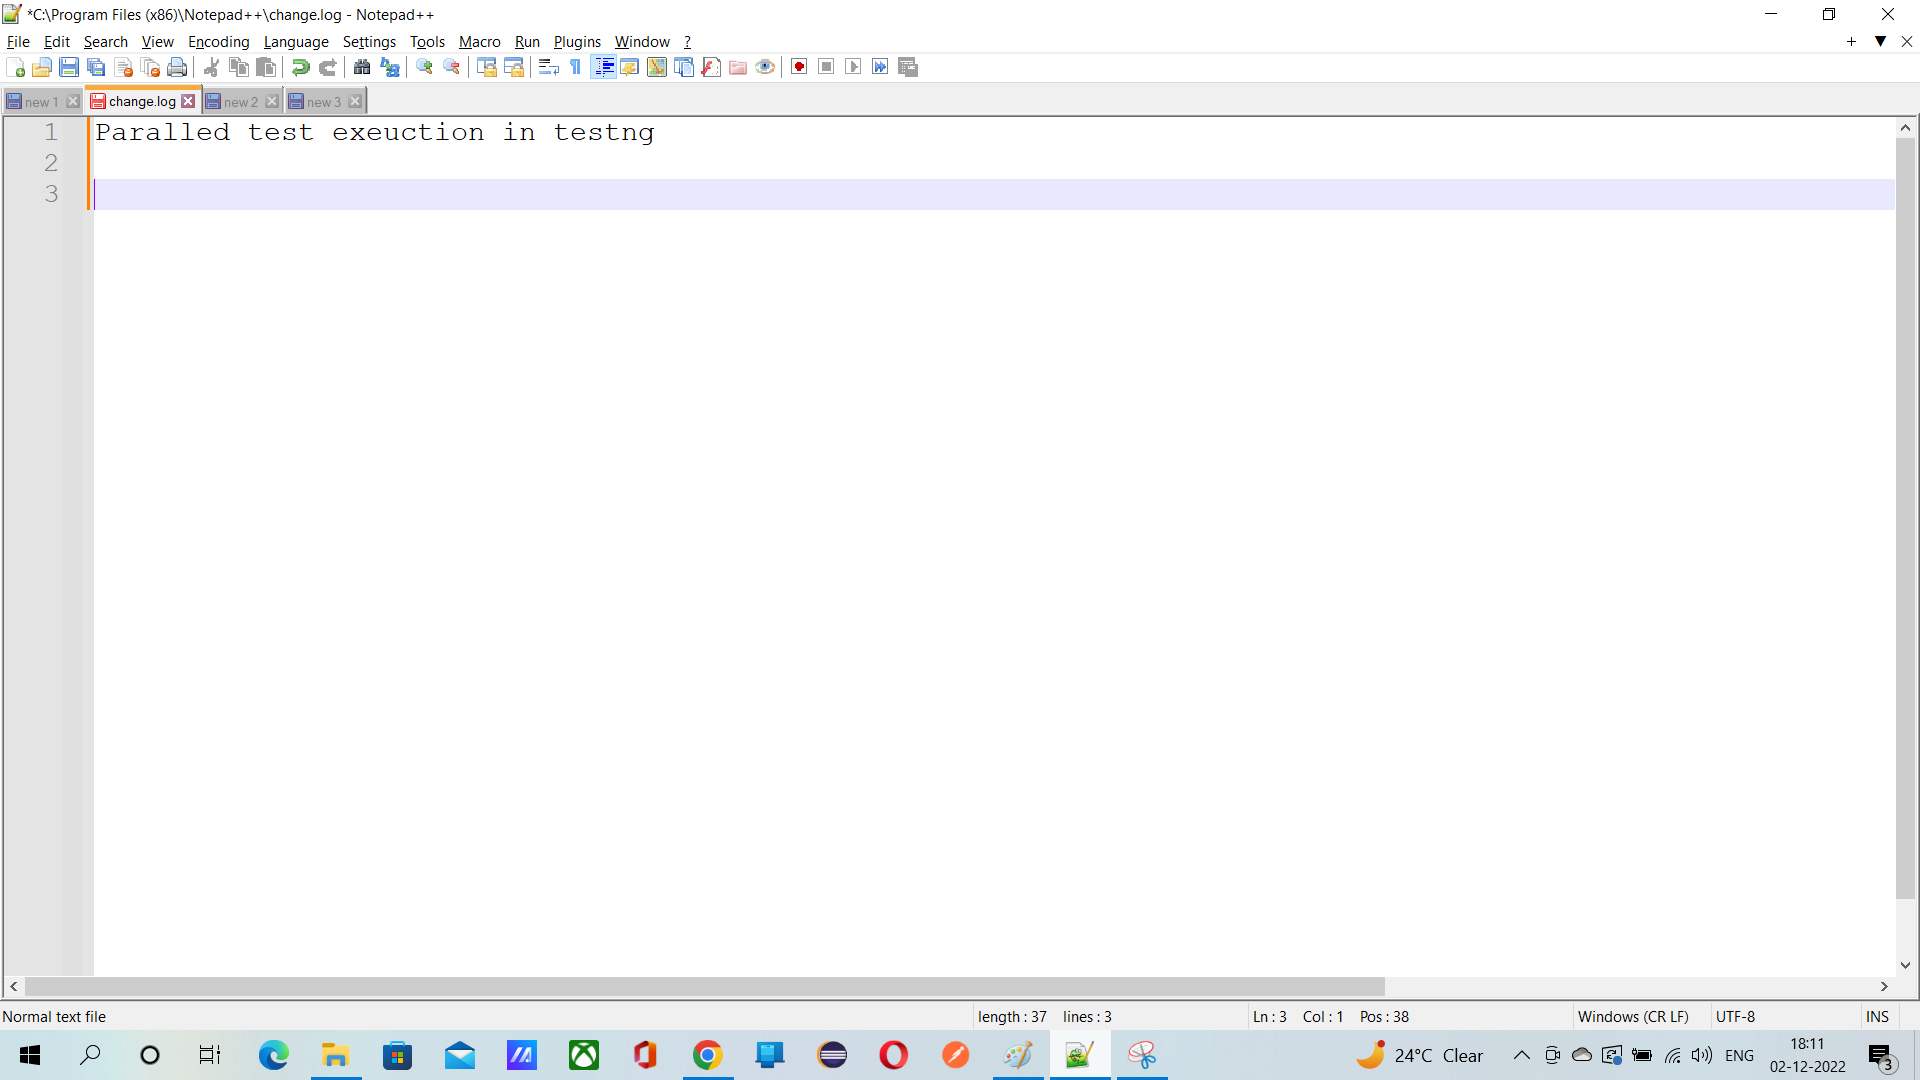 *C:\Program Files (x86)\Notepad++\change.log - Notepad++
File Edit Search View Encoding Language Settings Tools Macro Run Plugins Window ?
new 1 change.log new 2 new 3
1 Paralled test exeuction in testng
2
3
Normal text file length : 37 lines : 3 Ln : 3 Col : 1 Pos : 38 Windows (CR LF) UTF-8 INS
24°C Clear ENG 18:11
02-12-2022 3